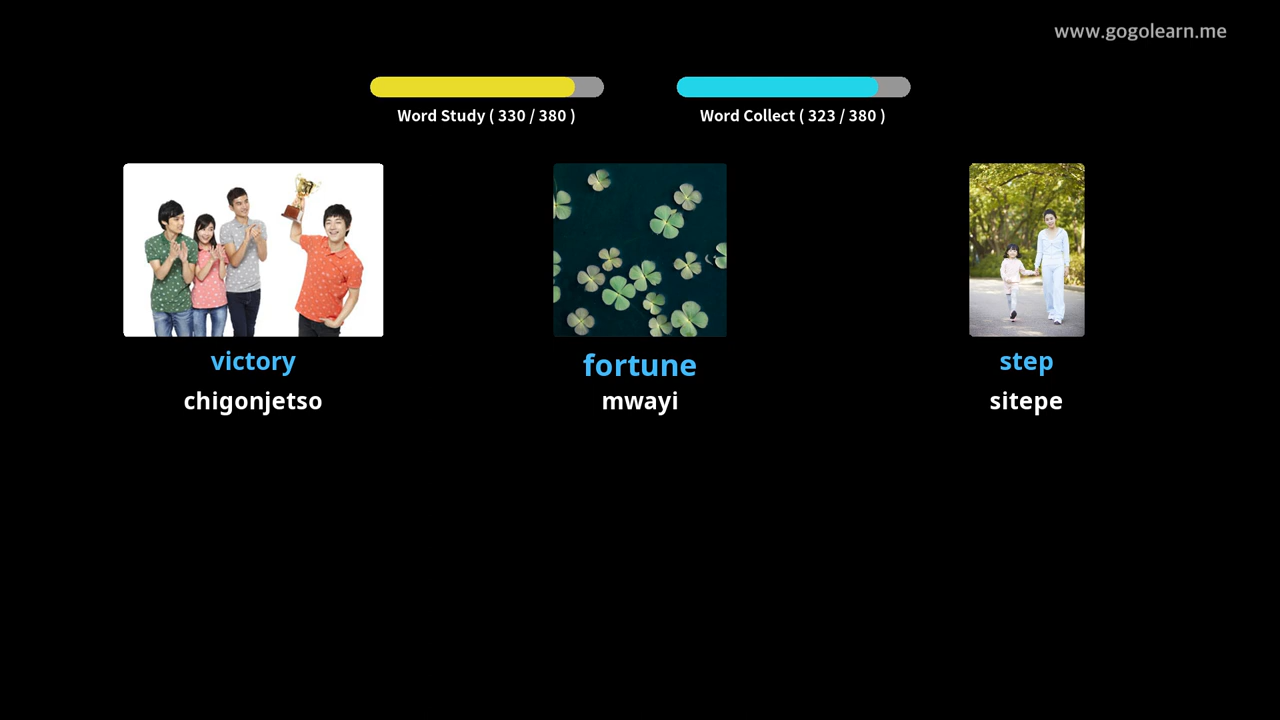 www.gogolearn.me
Word Study ( 330 / 380 )
Word Collect ( 323 / 380 )
victory
fortune
step
chigonjetso
mwayi
sitepe